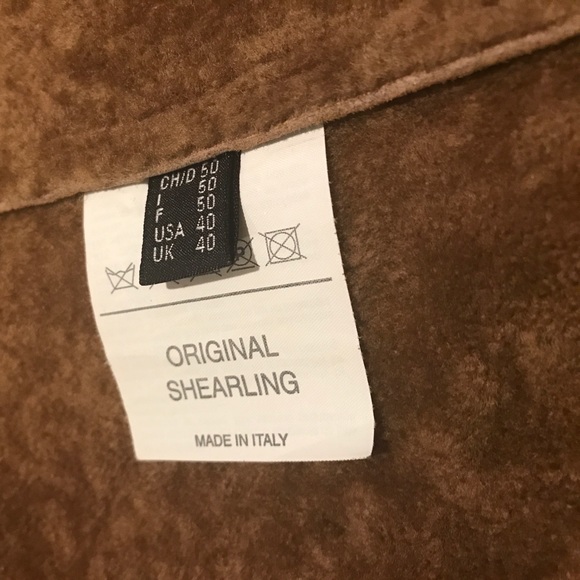 CH/D 50
I 50
F 50
USA 40
UK 40
ORIGINAL
SHEARLING
MADE IN ITALY